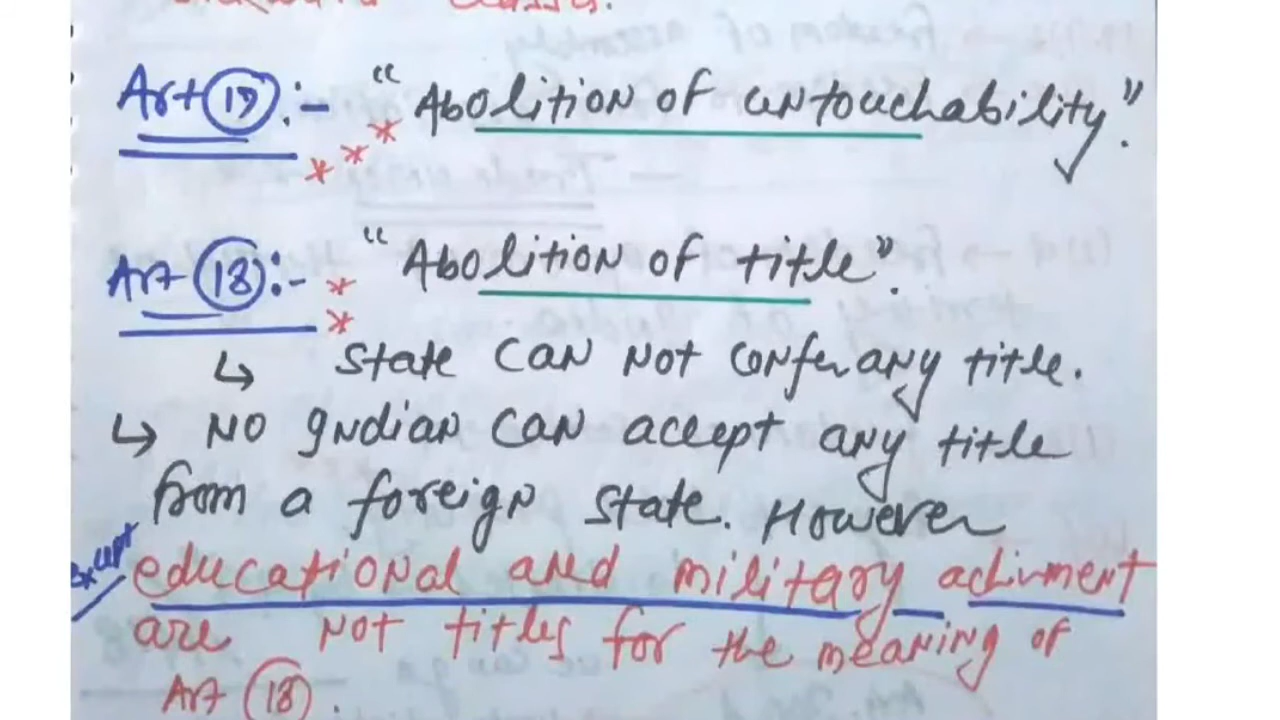 Art 17:- "Abolition of untouchability".
Art 18:- "Abolition of title".
↳ State can not confer any title.
↳ No Indian can accept any title
from a foreign state. However
Except educational and military achivment
are not titles for the meaning of
Art 18.